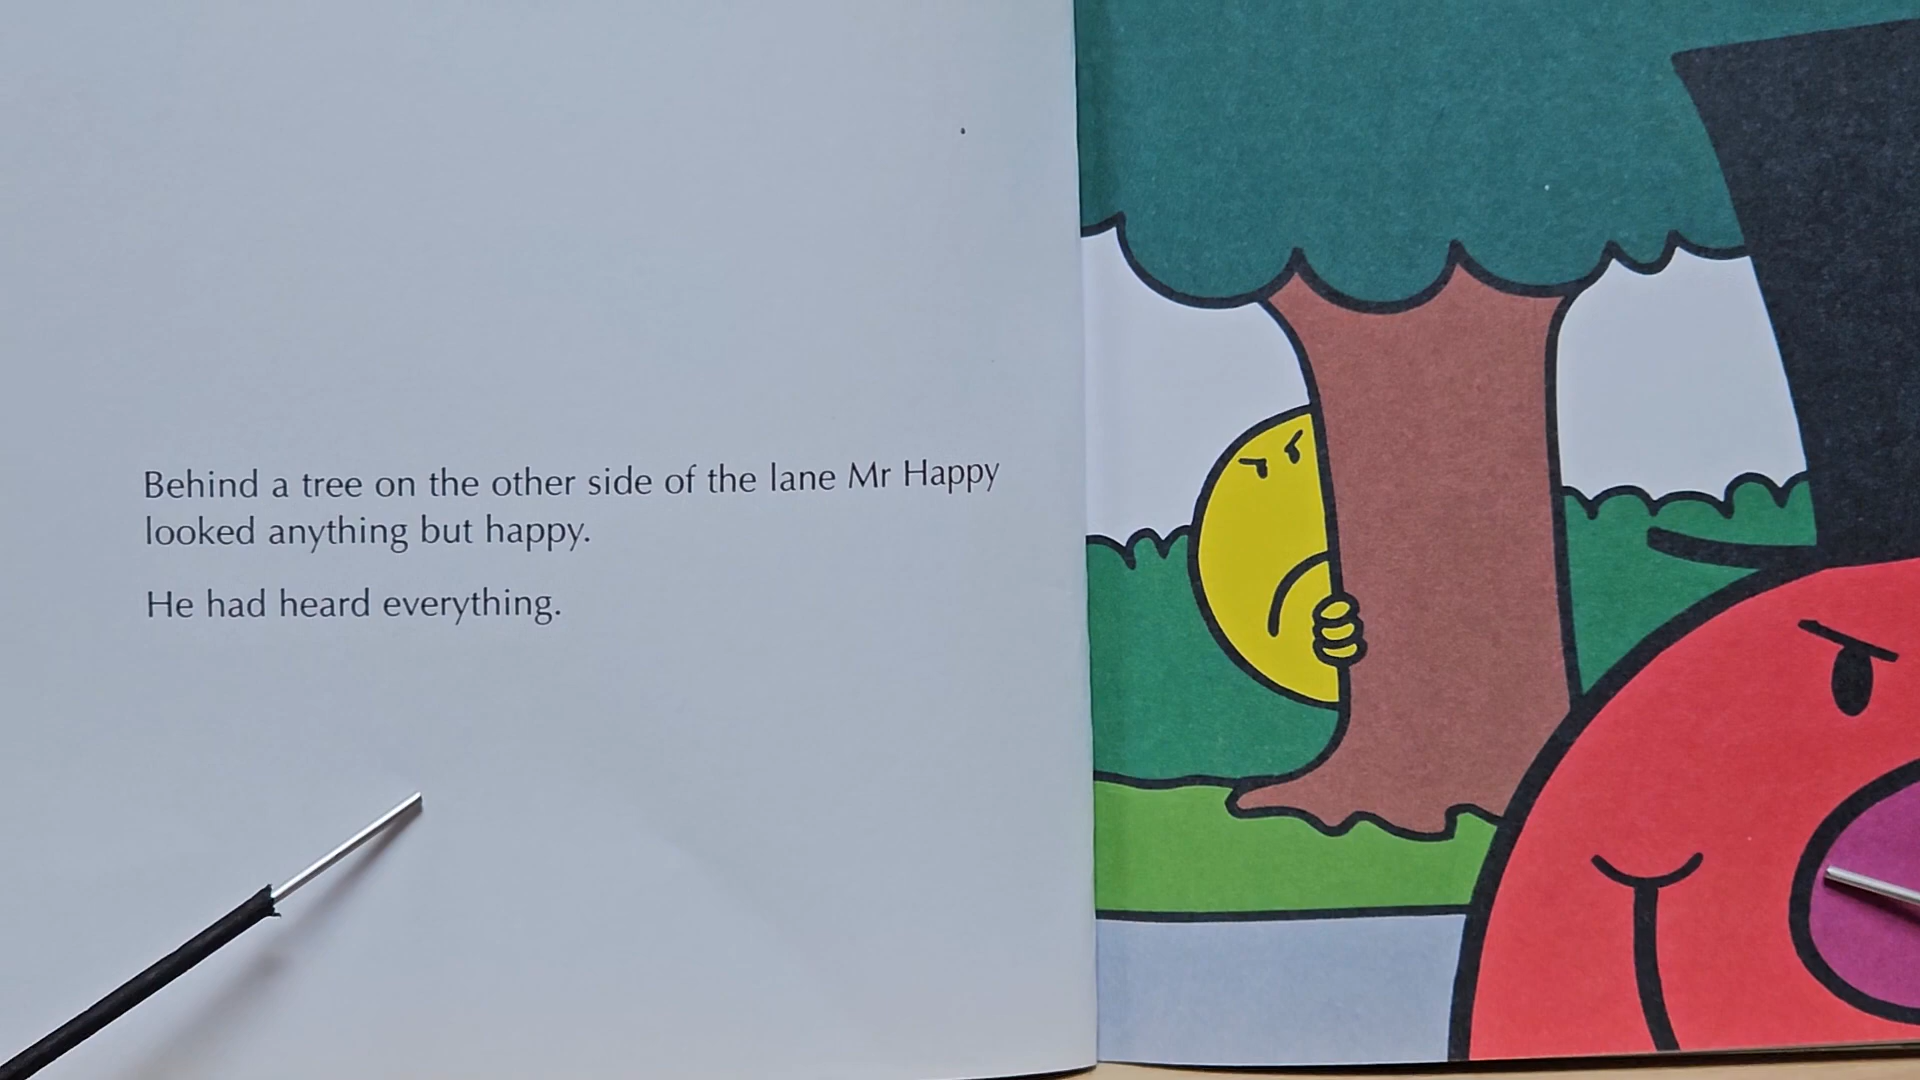 Behind a tree on the other side of the lane Mr Happy
looked anything but happy.
He had heard everything.